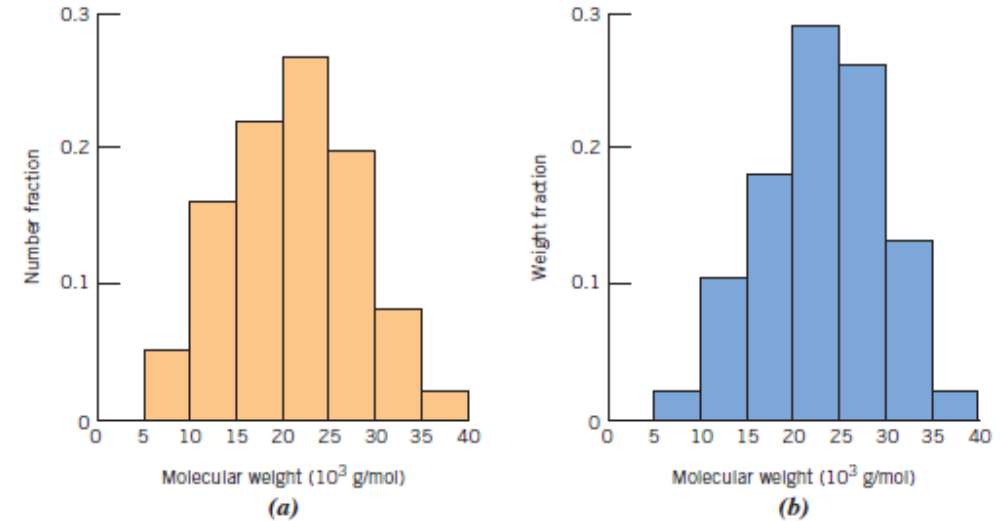 0.3
0.2
0.1
0
Number fraction
0 5 10 15 20 25 30 35 40
Molecular weight (10³ g/mol)
(a)
0.3
0.2
0.1
0
Weight fraction
0 5 10 15 20 25 30 35 40
Molecular weight (10³ g/mol)
(b)